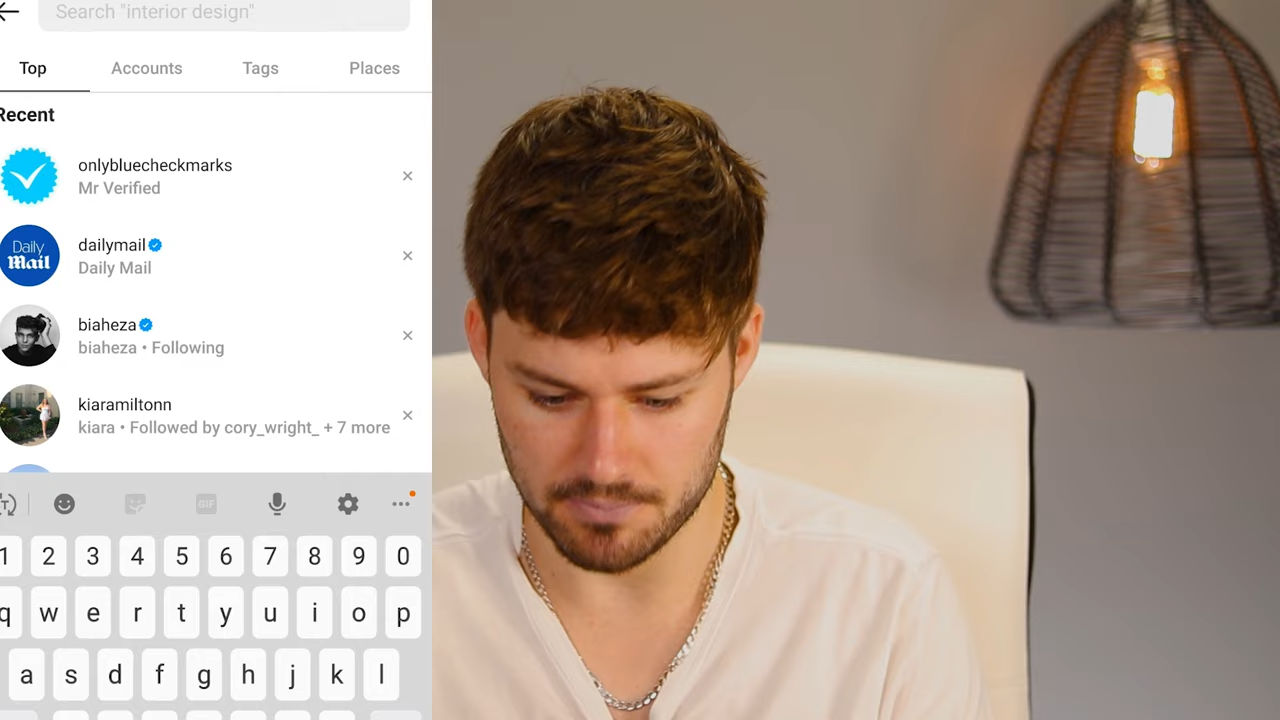 Search "interior design"
Top Accounts Tags Places
Recent
onlybluecheckmarks
Mr Verified
Daily Mail
dailymail
Daily Mail
biaheza
biaheza • Following
kiaramiltonn
kiara • Followed by cory_wright_ + 7 more
T GIF
1 2 3 4 5 6 7 8 9 0
q w e r t y u i o p
a s d f g h j k l